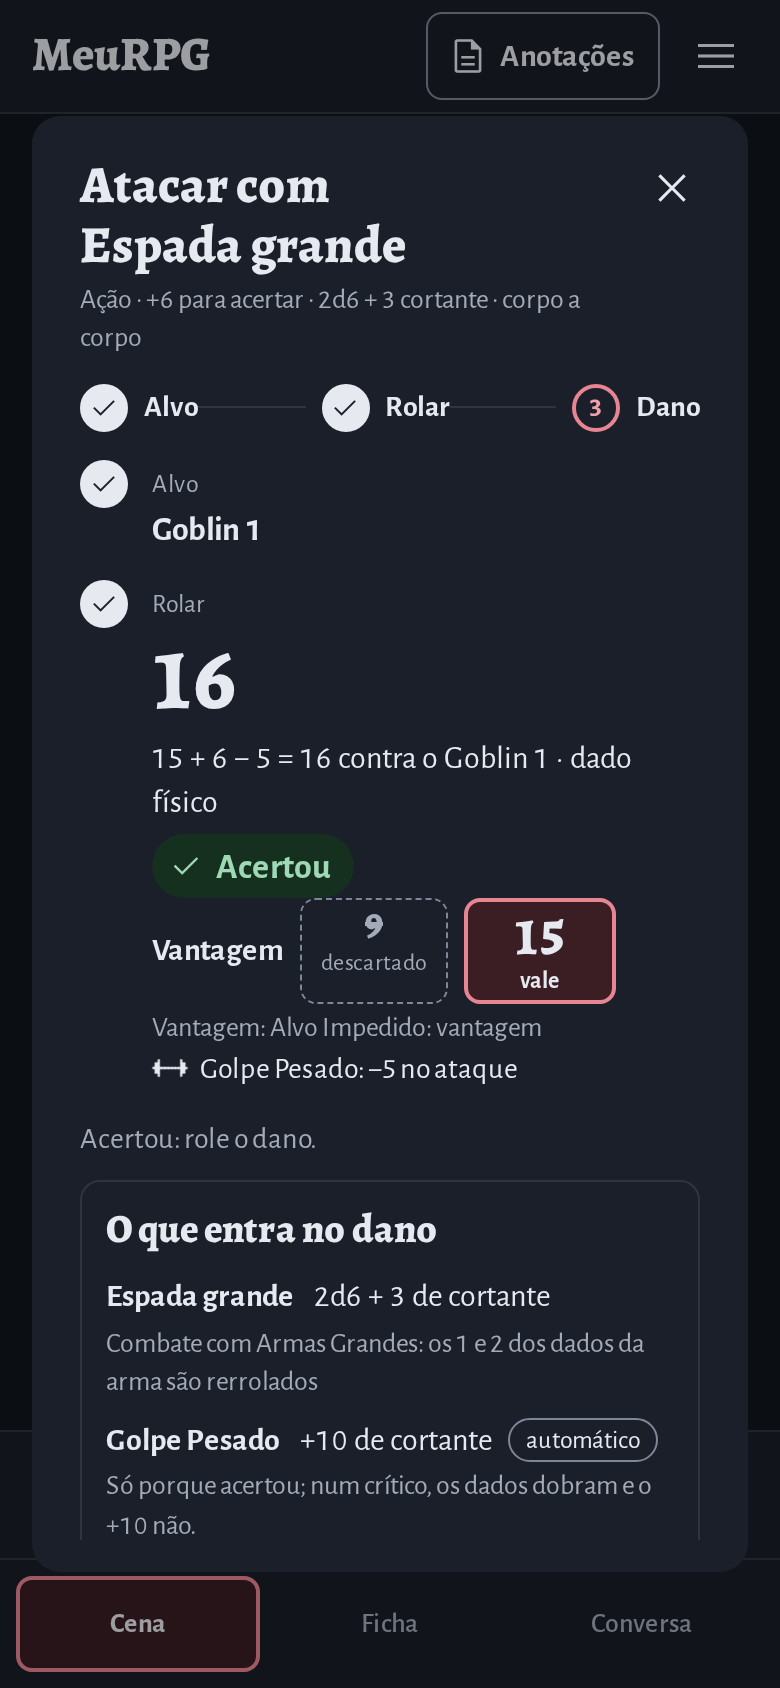 MeuRPG
Anotações
Atacar com
Espada grande
Ação · +6 para acertar · 2d6 + 3 cortante · corpo a
corpo
Alvo
Rolar
3 Dano
Alvo
Goblin 1
Rolar
16
15 + 6 − 5 = 16 contra o Goblin 1 · dado
físico
Acertou
Vantagem
9
descartado
15
vale
Vantagem: Alvo Impedido: vantagem
Golpe Pesado: −5 no ataque
Acertou: role o dano.
O que entra no dano
Espada grande 2d6 + 3 de cortante
Combate com Armas Grandes: os 1 e 2 dos dados da
arma são rerrolados
Golpe Pesado +10 de cortante automático
Só porque acertou; num crítico, os dados dobram e o
+10 não.
Cena
Ficha
Conversa